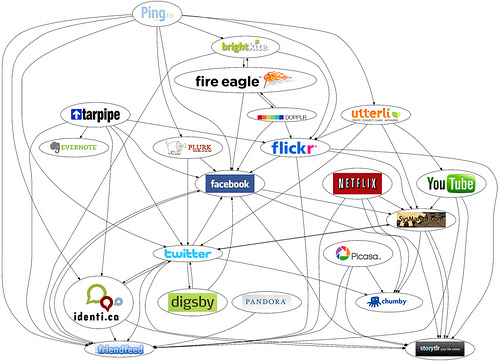 Ping.fm
brightkite
fire eagle
DOPPLR
tarpipe
utterli
EVERNOTE
PLURK
flickr
facebook
NETFLIX
YouTube
twitter
Picasa
identi.ca
digsby
PANDORA
chumby
friendfeed
storytlr